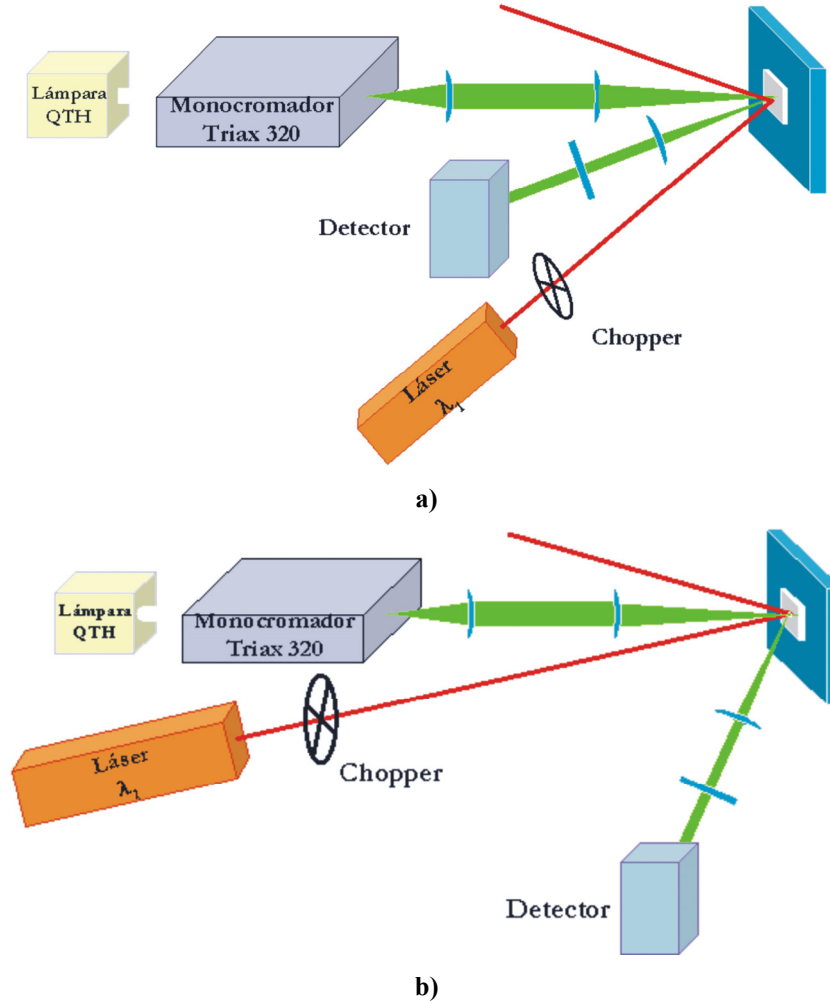 Lámpara
QTH
Monocromador
Triax 320
Detector
Chopper
Láser
λ1
a)
Lámpara
QTH
Monocromador
Triax 320
Láser
λ1
Chopper
Detector
b)